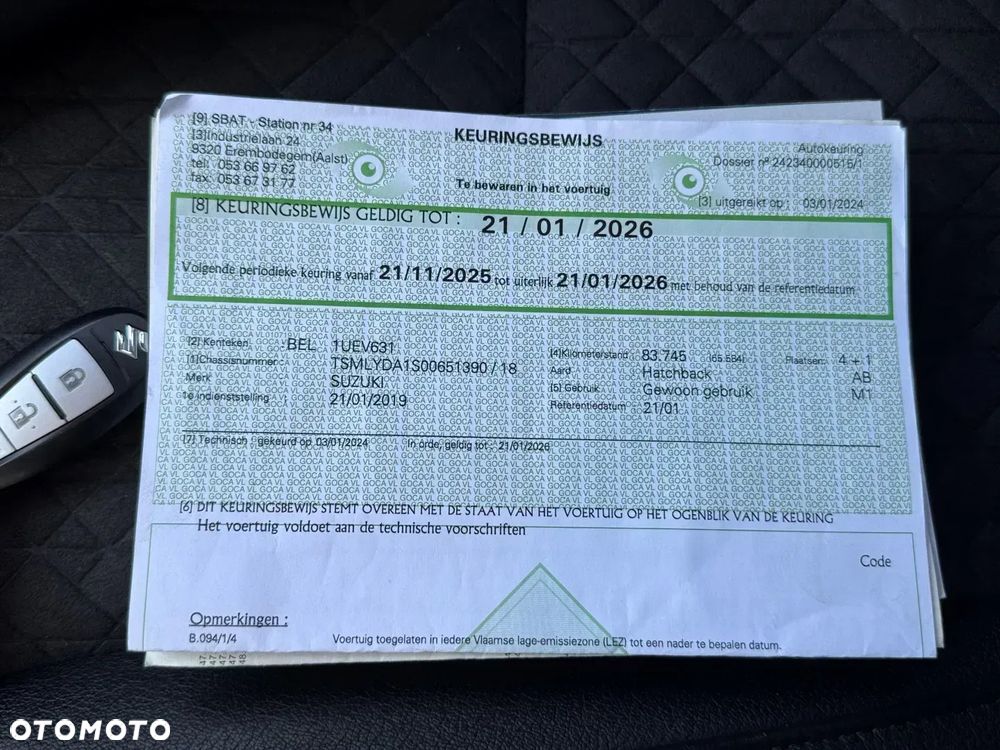 [9] SBAT - Station nr 34
[3]Industrielaan 24
9320 Erembodegem(Aalst)
tel: 053 66 97 62
fax: 053 67 31 77
KEURINGSBEWIJS
Te bewaren in het voertuig
Autokeuring
Dossier nº 242340000515/1
[3] uitgereikt op : 03/01/2024
[8] KEURINGSBEWIJS GELDIG TOT : 21 / 01 / 2026
Volgende periodieke keuring vanaf 21/11/2025 tot uiterlijk 21/01/2026 met behoud van de referentiedatum
[2] Kenteken : BEL 1UEV631
[1]Chassisnummer : TSMLYDA1S00651390 / 18
Merk SUZUKI
1e indienststelling : 21/01/2019
[4]Kilometerstand : 83.745 (65.584) Plaatsen: 4 + 1
Aard Hatchback AB
[5] Gebruik Gewoon gebruik M1
Referentiedatum 21/01
[7] Technisch : gekeurd op 03/01/2024 In orde, geldig tot : 21/01/2026
[6] DIT KEURINGSBEWIJS STEMT OVEREEN MET DE STAAT VAN HET VOERTUIG OP HET OGENBLIK VAN DE KEURING
Het voertuig voldoet aan de technische voorschriften
Code
Opmerkingen :
B.094/1/4 Voertuig toegelaten in iedere Vlaamse lage-emissiezone (LEZ) tot een nader te bepalen datum.
OTOMOTO